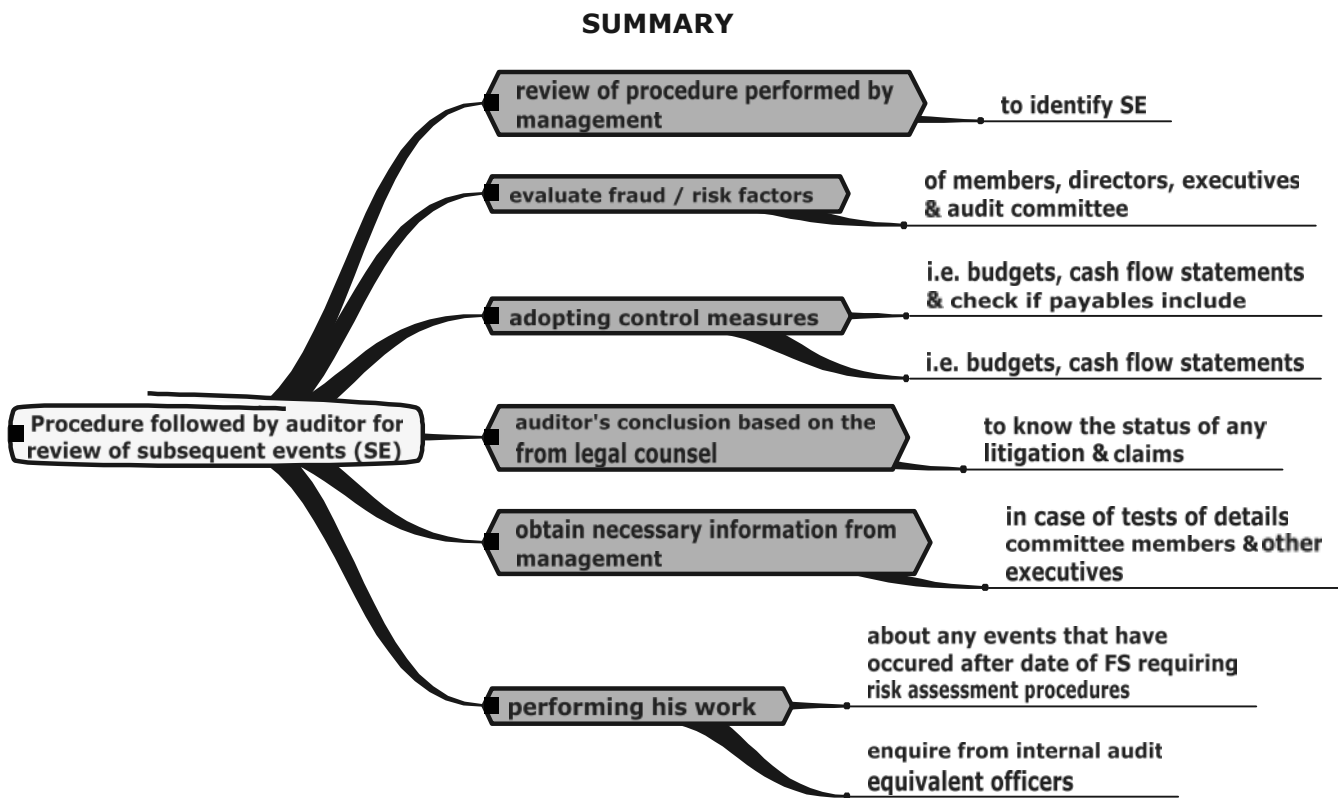 SUMMARY
review of procedure performed by
management
to identify SE
evaluate fraud / risk factors
of members, directors, executives
& audit committee
adopting control measures
i.e. budgets, cash flow statements
& check if payables include
i.e. budgets, cash flow statements
Procedure followed by auditor for
review of subsequent events (SE)
auditor's conclusion based on the
from legal counsel
to know the status of any
litigation & claims
obtain necessary information from
management
in case of tests of details
committee members & other
executives
performing his work
about any events that have
occured after date of FS requiring
risk assessment procedures
enquire from internal audit
equivalent officers